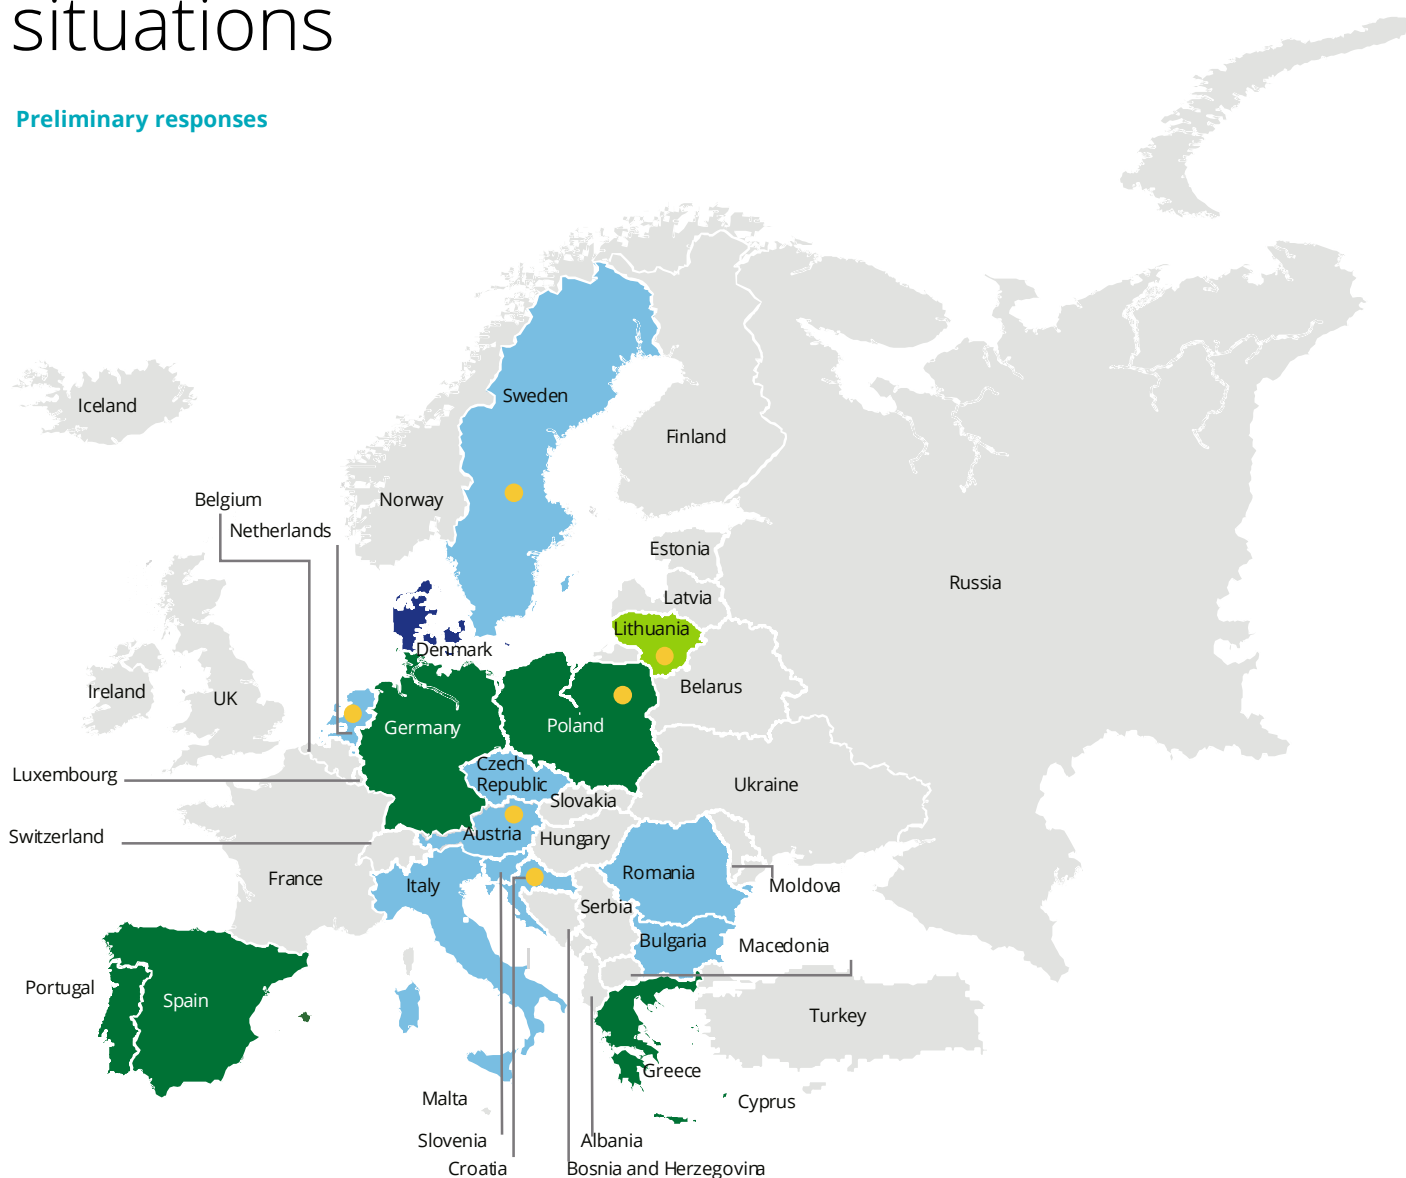 situations
Preliminary responses
Sweden
Iceland
Finland
Belgium
Norway
Netherlands
Estonia
Russia
Latvia
Lithuania
Denmark
Belarus
Ireland
UK
Germany
Poland
Czech
Republic
Luxembourg
Ukraine
Slovakia
Switzerland
Austria
Hungary
France
Italy
Romania
Moldova
Serbia
Bulgaria
Macedonia
Portugal
Spain
Turkey
Greece
Malta
Cyprus
Slovenia
Albania
Croatia
Bosnia and Herzegovina